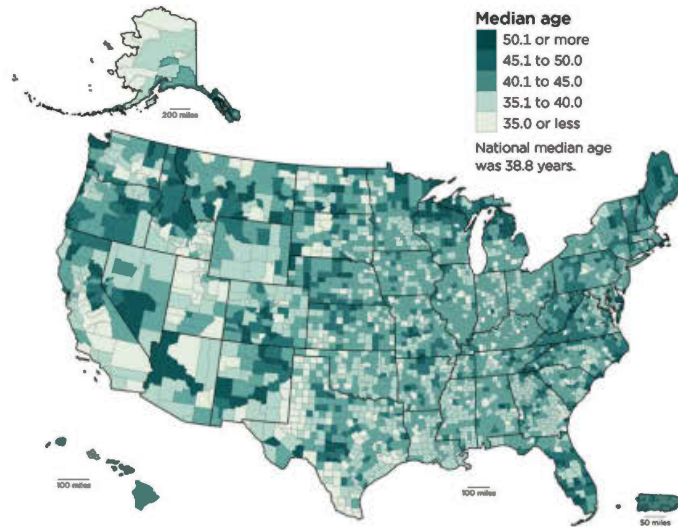 Median age
50.1 or more
45.1 to 50.0
40.1 to 45.0
35.1 to 40.0
35.0 or less
National median age
was 38.8 years.
200 miles
100 miles
100 miles
50 miles